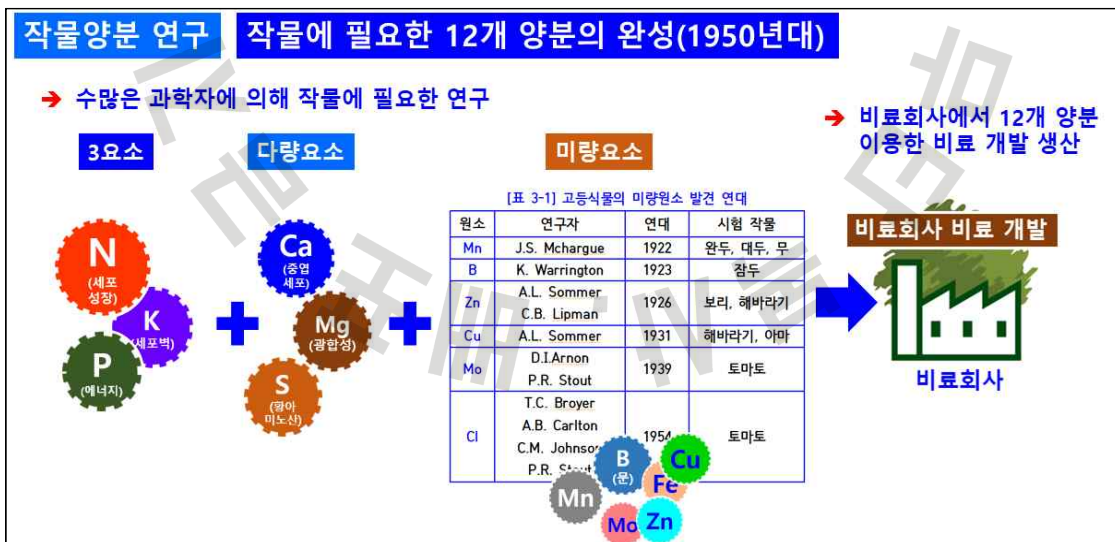 작물양분 연구
작물에 필요한 12개 양분의 완성(1950년대)
➔ 수많은 과학자에 의해 작물에 필요한 연구
3요소
다량요소
미량요소
N
(세포
성장)
K
(세포벽)
P
(에너지)
Ca
(중엽
세포)
Mg
(광합성)
S
(황아
미노산)
[표 3-1] 고등식물의 미량원소 발견 연대
원소 연구자 연대 시험 작물
Mn J.S. Mchargue 1922 완두, 대두, 무
B K. Warrington 1923 잠두
Zn A.L. Sommer C.B. Lipman 1926 보리, 해바라기
Cu A.L. Sommer 1931 해바라기, 아마
Mo D.I.Arnon P.R. Stout 1939 토마토
Cl T.C. Broyer A.B. Carlton C.M. Johnson P.R. Stout 1954 토마토
B
(문)
Cu
Fe
Mn
Mo
Zn
➔ 비료회사에서 12개 양분
이용한 비료 개발 생산
비료회사 비료 개발
비료회사